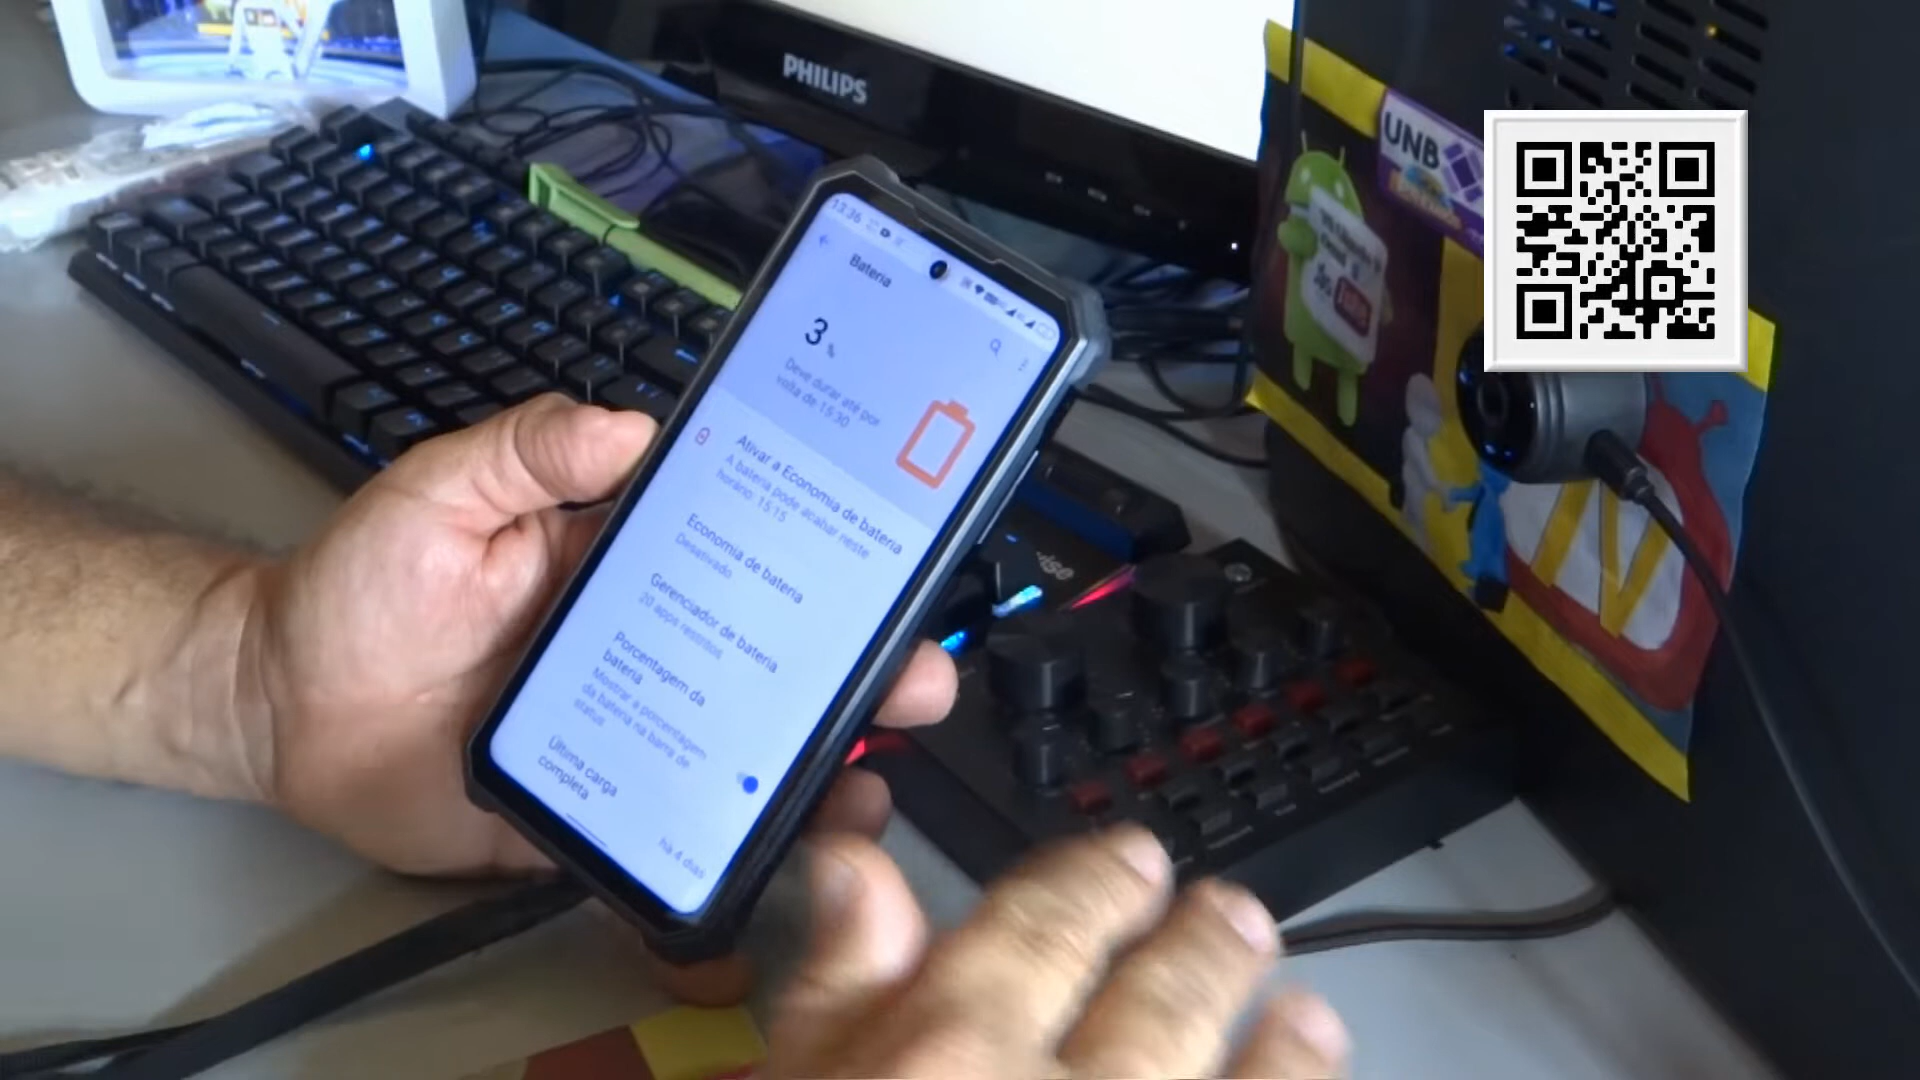 PHILIPS
UNB
13:36
Bateria
3 %
Deve durar até por
volta de 15:30
Ativar a Economia de bateria
A bateria pode acabar neste
horário: 15:15
Economia de bateria
Desativado
Gerenciador de bateria
20 apps restritos
Porcentagem da
bateria
Mostrar a porcentagem
da bateria na barra de
status
Última carga
completa
há 4 dias